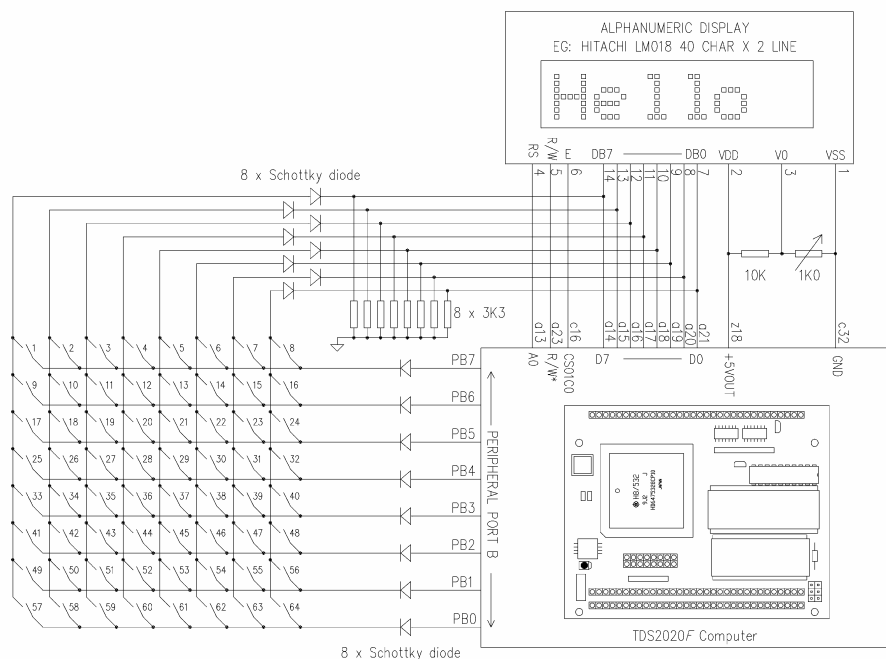 ALPHANUMERIC DISPLAY
EG: HITACHI LM018 40 CHAR X 2 LINE
Hello
RS R/W E DB7 DB0 VDD V0 VSS
4 5 6 14 13 12 11 10 9 8 7 2 3 1
8 x Schottky diode
10K 1K0
8 x 3K3
a13 a23 c16 a14 a15 a16 a17 a18 a19 a20 a21 z18 c32
A0 R/W* CS01C0 D7 D0 +5VOUT GND
1 2 3 4 5 6 7 8
PB7
9 10 11 12 13 14 15 16
PB6
17 18 19 20 21 22 23 24
PB5
25 26 27 28 29 30 31 32
PB4
33 34 35 36 37 38 39 40
PB3
41 42 43 44 45 46 47 48
PB2
49 50 51 52 53 54 55 56
PB1
57 58 59 60 61 62 63 64
PB0
PERIPHERAL PORT B
H8/532
TDS2020F Computer
8 x Schottky diode